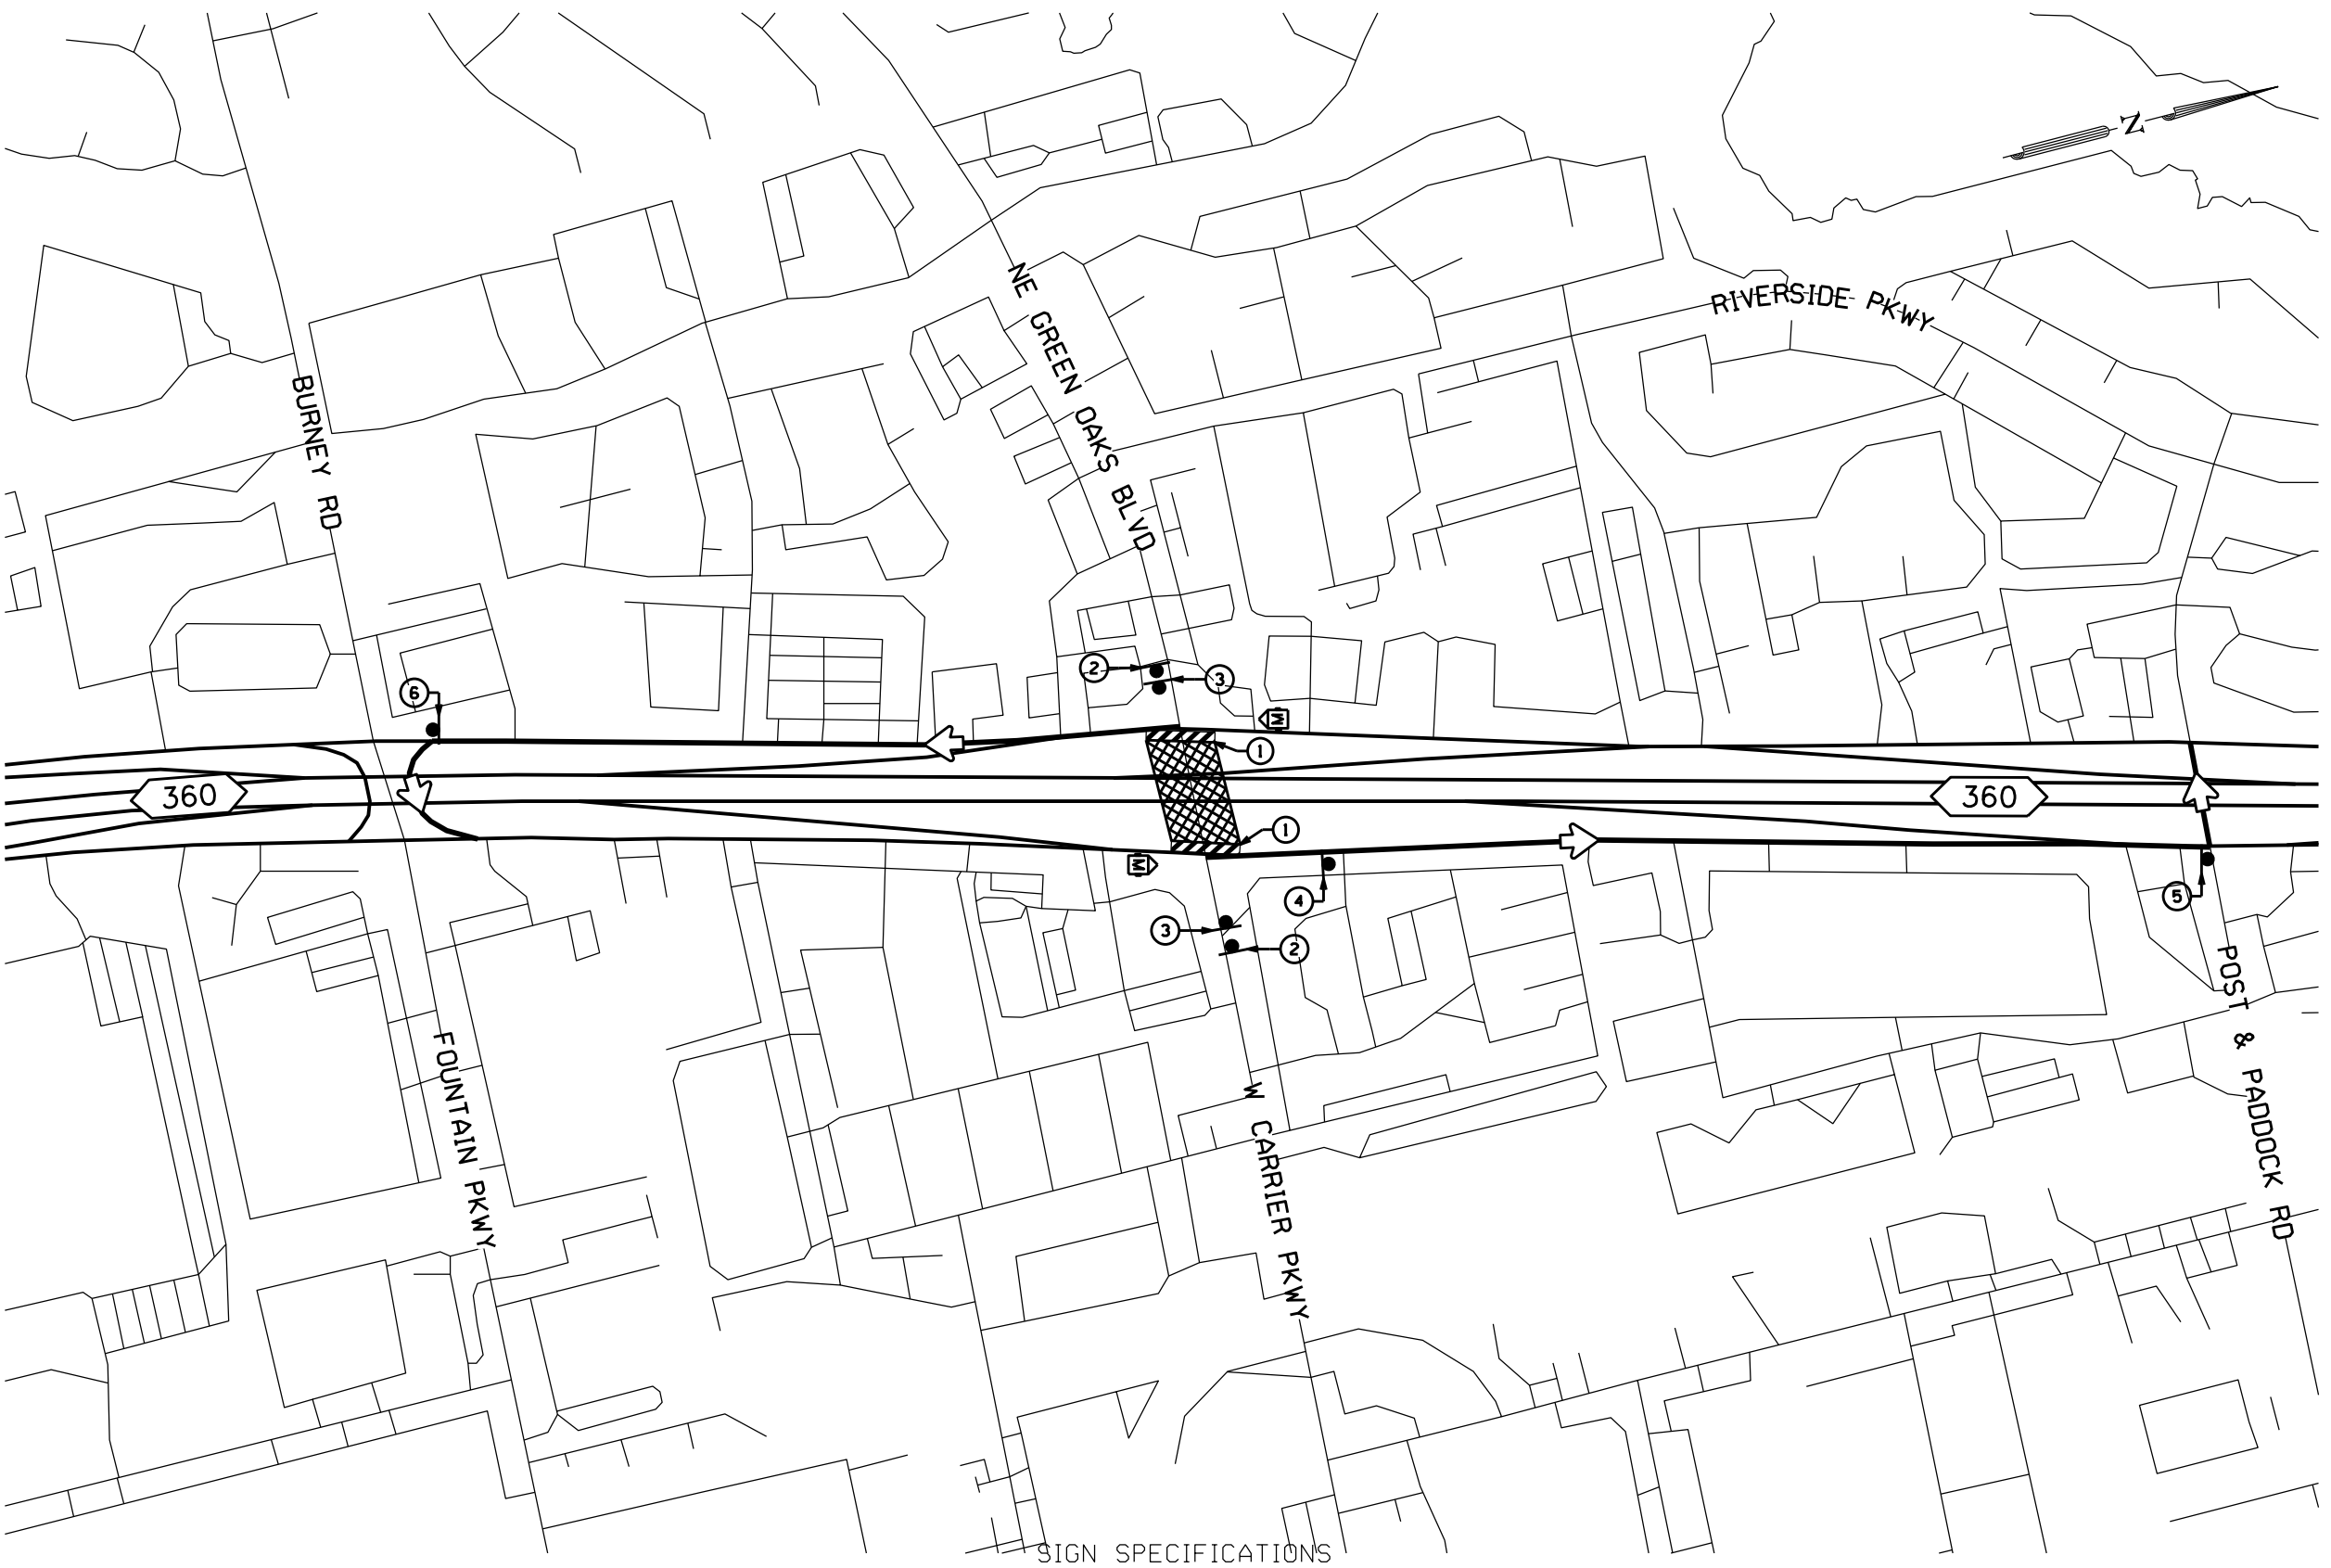 N
RIVERSIDE PKWY
NE GREEN OAKS BLVD
BURNEY RD
2
3
6
M
1
360
360
1
M
4
5
3
2
POST & PADDOCK RD
FOUNTAIN PKWY
W CARRIER PKWY
SIGN SPECIFICATIONS